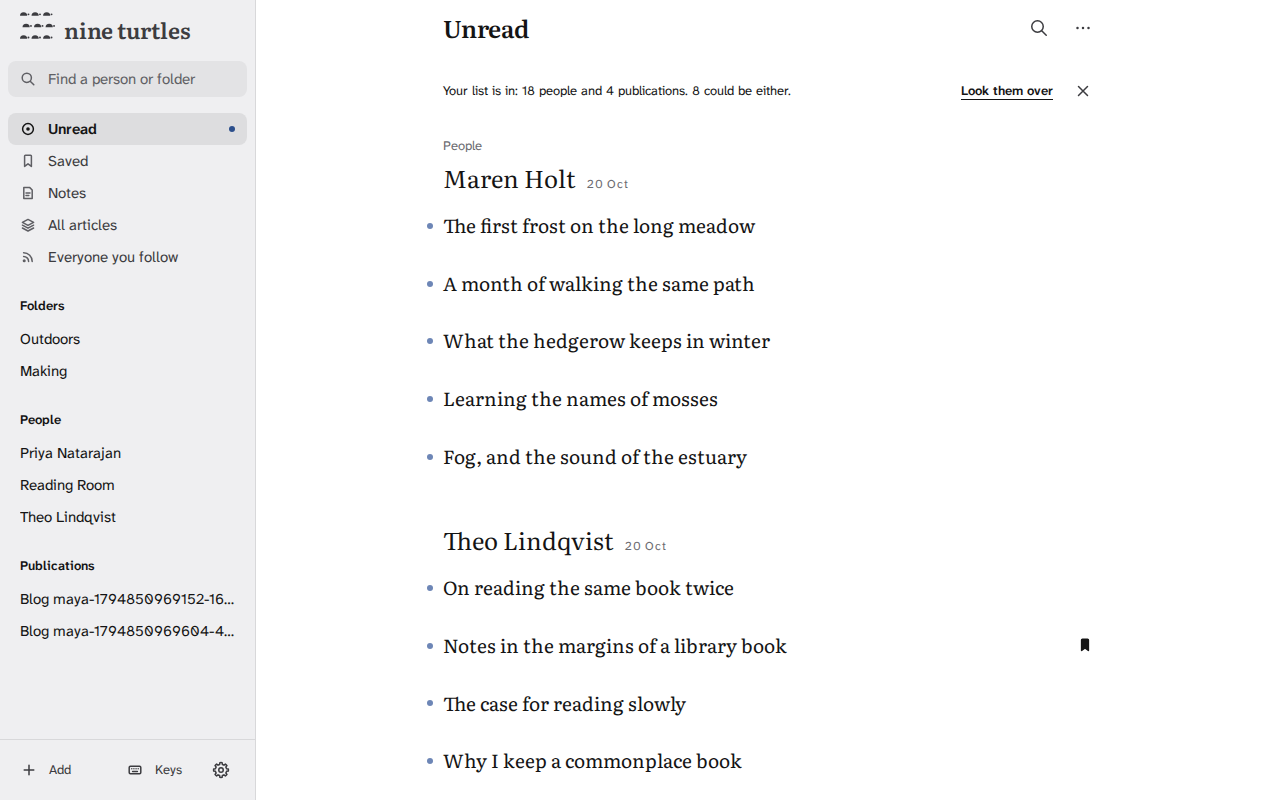 nine turtles
Find a person or folder
Unread
Saved
Notes
All articles
Everyone you follow
Folders
Outdoors
Making
People
Priya Natarajan
Reading Room
Theo Lindqvist
Publications
Blog maya-1794850969152-16...
Blog maya-1794850969604-4...
Add
Keys
Unread
Your list is in: 18 people and 4 publications. 8 could be either.
Look them over
People
Maren Holt 20 Oct
The first frost on the long meadow
A month of walking the same path
What the hedgerow keeps in winter
Learning the names of mosses
Fog, and the sound of the estuary
Theo Lindqvist 20 Oct
On reading the same book twice
Notes in the margins of a library book
The case for reading slowly
Why I keep a commonplace book